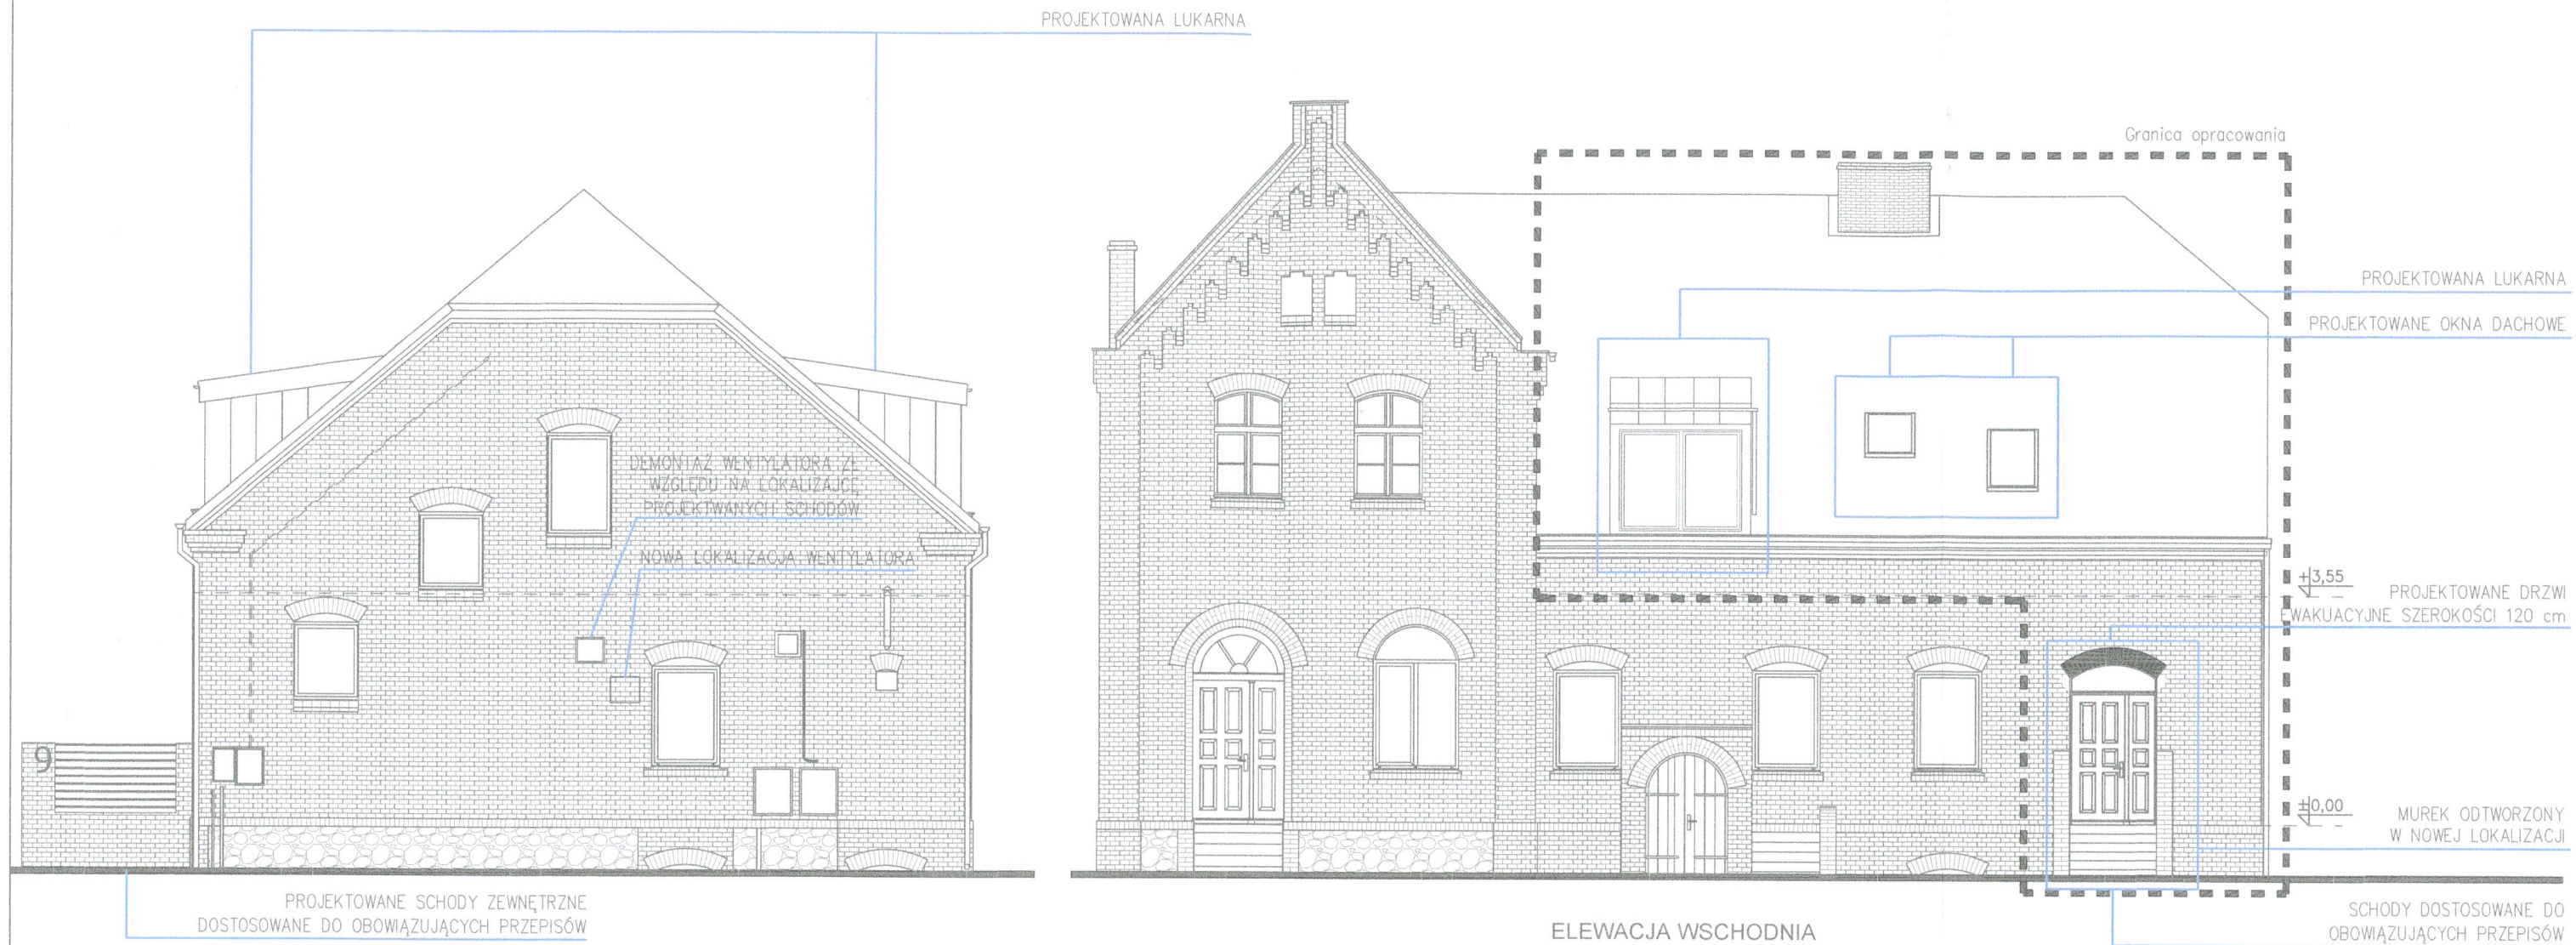 PROJEKTOWANA LUKARNA
DEMONTAŻ WENTYLATORA ZE
WZGLĘDU NA LOKALIZAJCĘ
PROJEKTWANYCH SCHODÓW
NOWA LOKALIZACJA WENTYLATORA
9
PROJEKTOWANE SCHODY ZEWNĘTRZNE
DOSTOSOWANE DO OBOWIĄZUJĄCYCH PRZEPISÓW
Granica opracowania
PROJEKTOWANA LUKARNA
PROJEKTOWANE OKNA DACHOWE
+3,55
PROJEKTOWANE DRZWI
EWAKUACYJNE SZEROKOŚCI 120 cm
±0,00
MUREK ODTWORZONY
W NOWEJ LOKALIZACJI
SCHODY DOSTOSOWANE DO
OBOWIĄZUJĄCYCH PRZEPISÓW
ELEWACJA WSCHODNIA